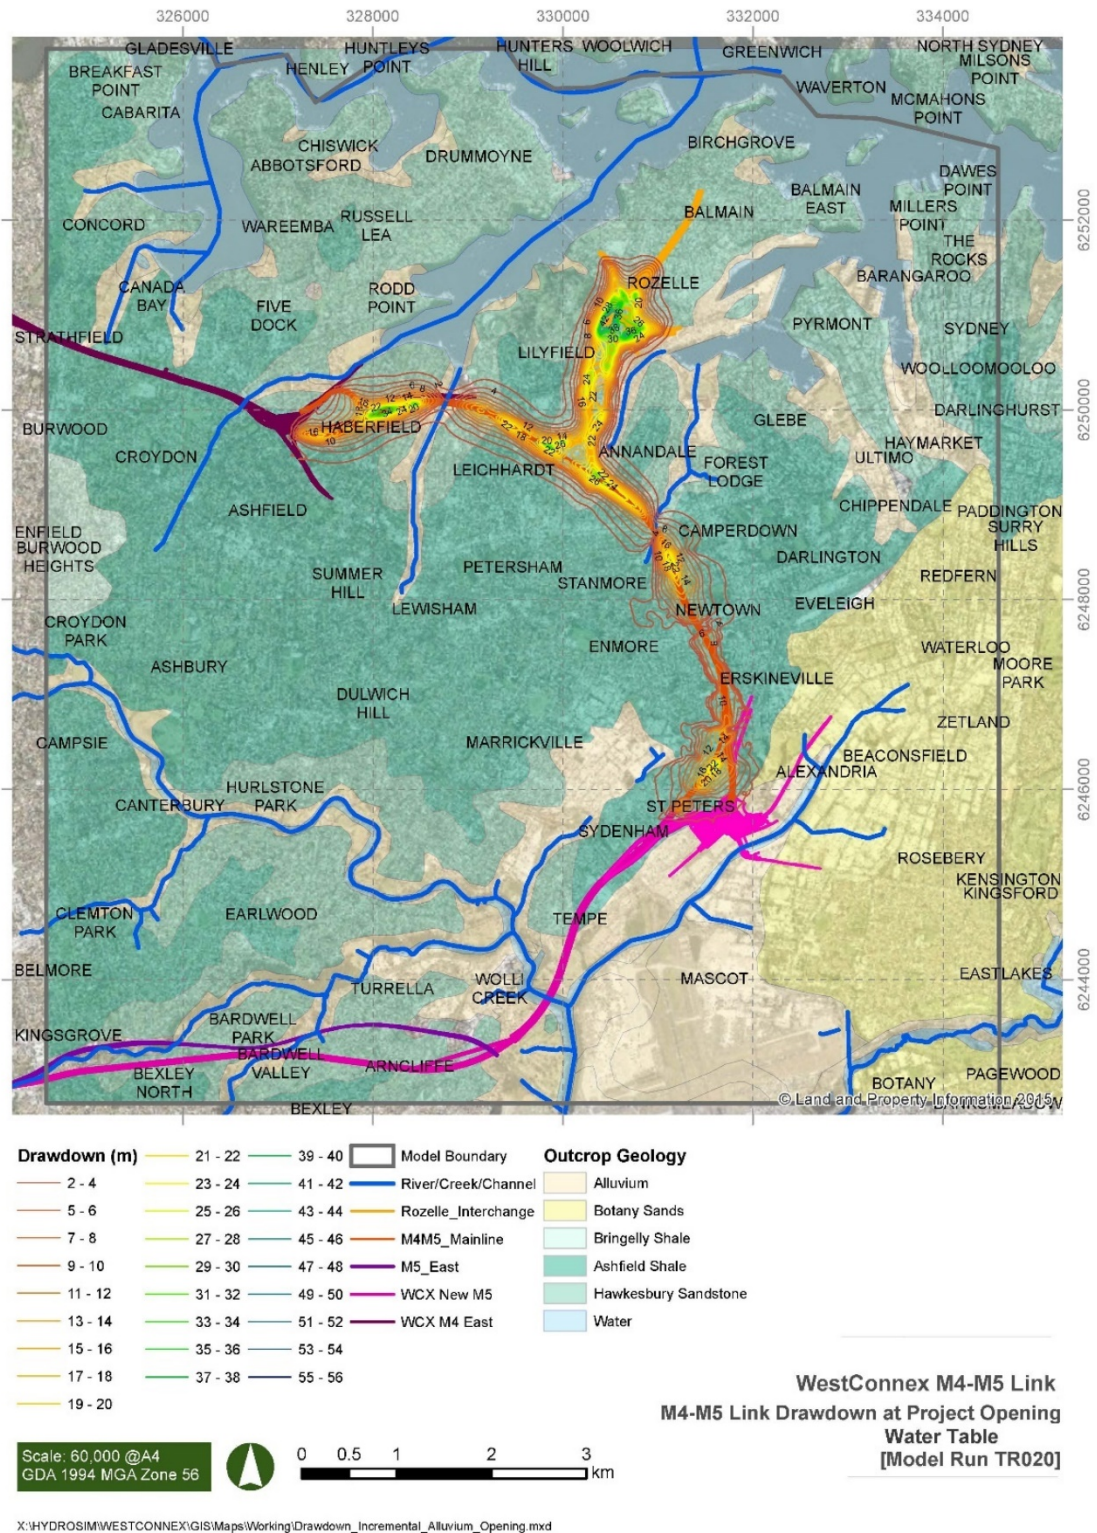 326000 328000 330000 332000 334000
GLADESVILLE
HUNTLEYS
POINT
HUNTERS
HILL
WOOLWICH
GREENWICH
NORTH SYDNEY
MILSONS
POINT
BREAKFAST
POINT
HENLEY
WAVERTON
CABARITA
MCMAHONS
POINT
CHISWICK
ABBOTSFORD
DRUMMOYNE
BIRCHGROVE
DAWES
POINT
BALMAIN
EAST
MILLERS
POINT
CONCORD
WAREEMBA
RUSSELL
LEA
BALMAIN
6252000
THE
ROCKS
BARANGAROO
CANADA
BAY
RODD
POINT
ROZELLE
FIVE
DOCK
STRATHFIELD
LILYFIELD
PYRMONT
SYDNEY
WOOLLOOMOOLOO
BURWOOD
HABERFIELD
GLEBE
DARLINGHURST
6250000
CROYDON
LEICHHARDT
ANNANDALE
FOREST
LODGE
HAYMARKET
ULTIMO
ASHFIELD
CHIPPENDALE
PADDINGTON
SURRY
HILLS
ENFIELD
BURWOOD
HEIGHTS
CAMPERDOWN
DARLINGTON
SUMMER
HILL
PETERSHAM
STANMORE
REDFERN
LEWISHAM
NEWTOWN
EVELEIGH
6248000
CROYDON
PARK
ENMORE
WATERLOO
MOORE
PARK
ASHBURY
ERSKINEVILLE
DULWICH
HILL
ZETLAND
CAMPSIE
MARRICKVILLE
BEACONSFIELD
ALEXANDRIA
HURLSTONE
PARK
CANTERBURY
ST PETERS
6246000
SYDENHAM
ROSEBERY
KENSINGTON
KINGSFORD
CLEMTON
PARK
EARLWOOD
TEMPE
BELMORE
TURRELLA
WOLLI
CREEK
MASCOT
EASTLAKES
6244000
KINGSGROVE
BARDWELL
PARK
BARDWELL
VALLEY
ARNCLIFFE
BEXLEY
NORTH
BOTANY
PAGEWOOD
BEXLEY
© Land and Property Information 2015
BANKSMEADOW
Drawdown (m)
2 - 4
5 - 6
7 - 8
9 - 10
11 - 12
13 - 14
15 - 16
17 - 18
19 - 20
21 - 22
23 - 24
25 - 26
27 - 28
29 - 30
31 - 32
33 - 34
35 - 36
37 - 38
39 - 40
41 - 42
43 - 44
45 - 46
47 - 48
49 - 50
51 - 52
53 - 54
55 - 56
Model Boundary
River/Creek/Channel
Rozelle_Interchange
M4M5_Mainline
M5_East
WCX New M5
WCX M4 East
Outcrop Geology
Alluvium
Botany Sands
Bringelly Shale
Ashfield Shale
Hawkesbury Sandstone
Water
WestConnex M4-M5 Link
M4-M5 Link Drawdown at Project Opening
Water Table
[Model Run TR020]
Scale: 60,000 @A4
GDA 1994 MGA Zone 56
0 0.5 1 2 3
km
X:\HYDROSIM\WESTCONNEX\GIS\Maps\Working\Drawdown_Incremental_Alluvium_Opening.mxd